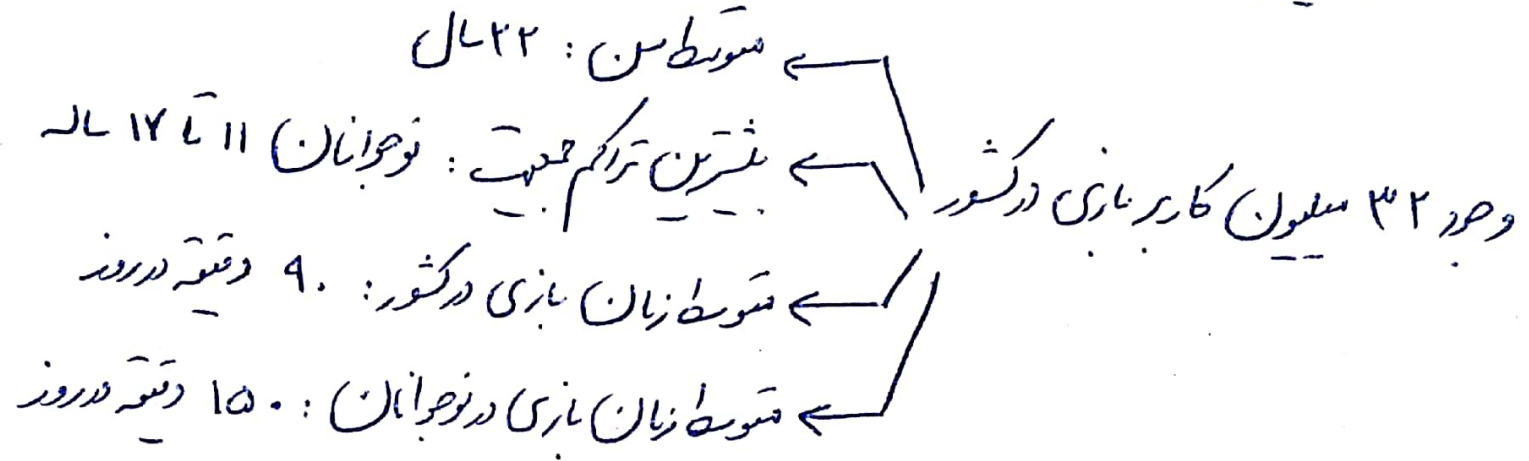 وجود ۳۲ میلیون کاربر بازی در کشور
متوسط سن : ۲۲ سال
بیشترین تراکم جمعیت : نوجوانان ۱۱ تا ۱۷ ساله
متوسط زمان بازی در کشور : ۹۰ دقیقه در روز
متوسط زمان بازی در نوجوانان : ۱۵۰ دقیقه در روز